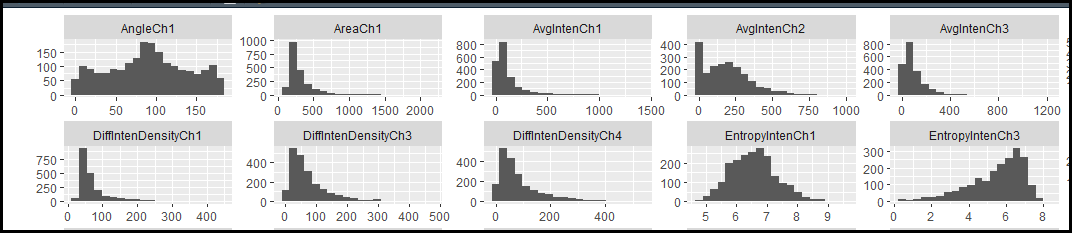 AngleCh1 AreaCh1 AvgIntenCh1 AvgIntenCh2 AvgIntenCh3
150 1000 800 400 800
100 750 600 300 600
500 400 200 400
50 250 200 100 200
0 0 0 0 0
0 50 100 150 0 500 1000 1500 2000 0 500 1000 1500 0 250 500 750 1000 0 400 800 1200
DiffIntenDensityCh1 DiffIntenDensityCh3 DiffIntenDensityCh4 EntropyIntenCh1 EntropyIntenCh3
750 400 400 200 300
500 200
250 200 200 100 100
0 0 0 0 0
0 100 200 300 400 0 100 200 300 400 500 0 200 400 600 5 6 7 8 9 0 2 4 6 8